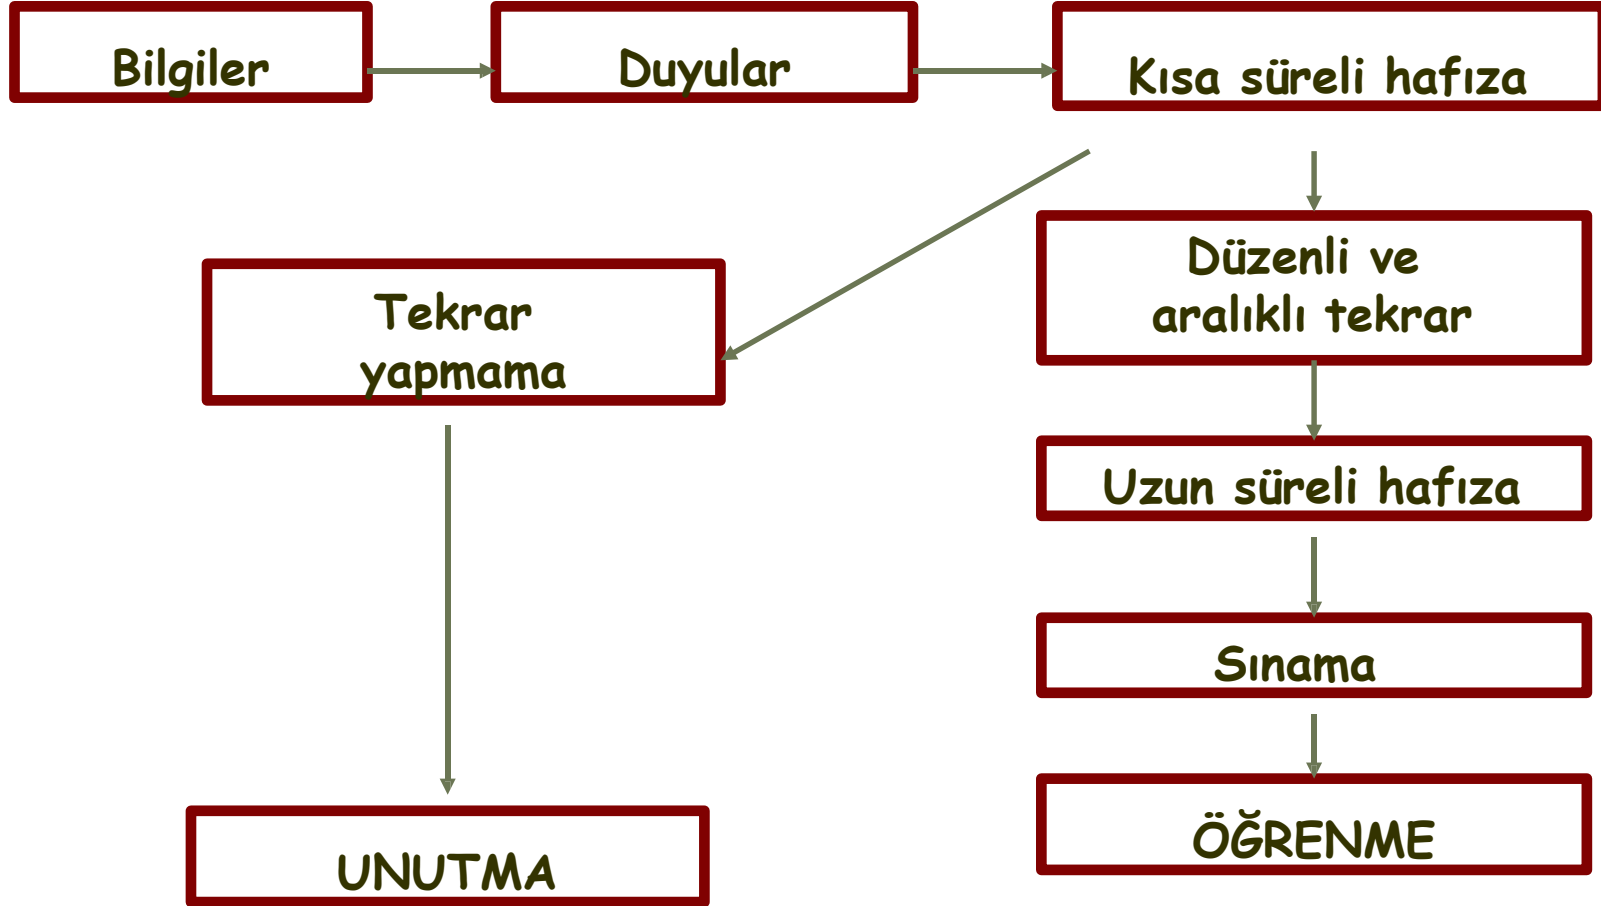 Bilgiler
Duyular
Kısa süreli hafıza
Düzenli ve
aralıklı tekrar
Tekrar
yapmama
Uzun süreli hafıza
Sınama
ÖĞRENME
UNUTMA